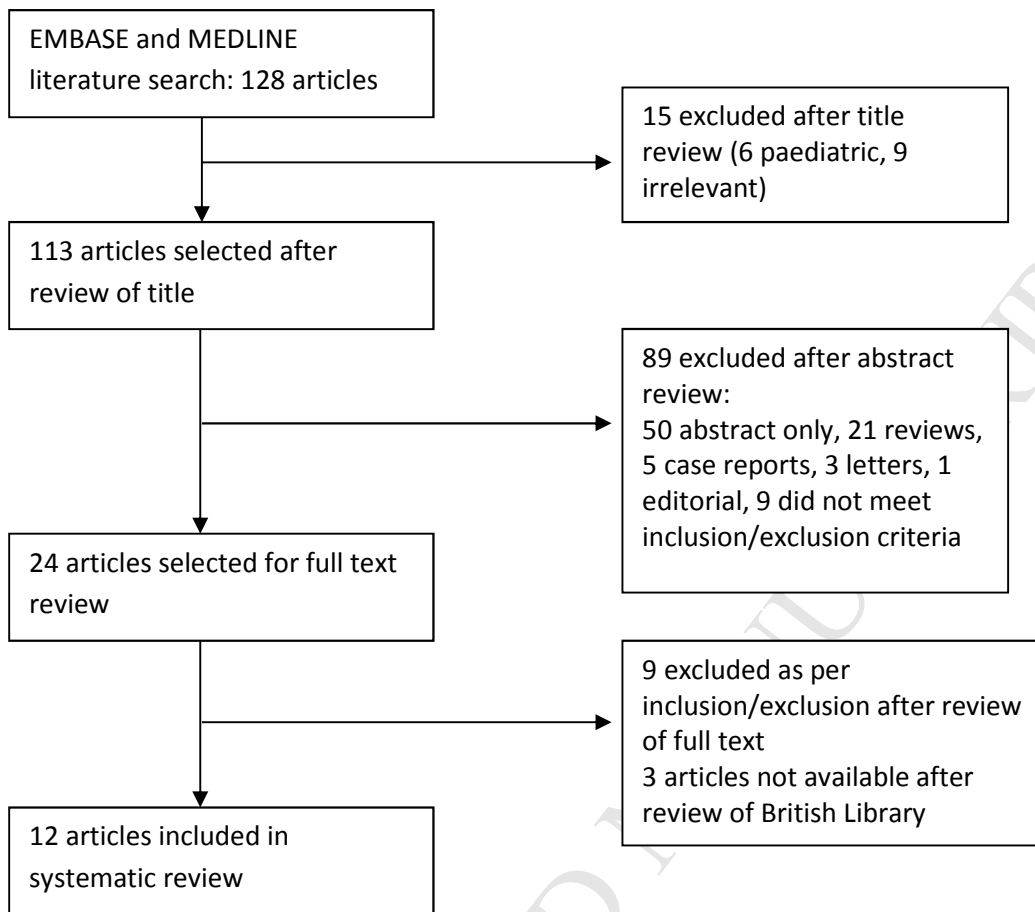 EMBASE and MEDLINE
literature search: 128 articles
15 excluded after title
review (6 paediatric, 9
irrelevant)
113 articles selected after
review of title
89 excluded after abstract
review:
50 abstract only, 21 reviews,
5 case reports, 3 letters, 1
editorial, 9 did not meet
inclusion/exclusion criteria
24 articles selected for full text
review
9 excluded as per
inclusion/exclusion after review
of full text
3 articles not available after
review of British Library
12 articles included in
systematic review